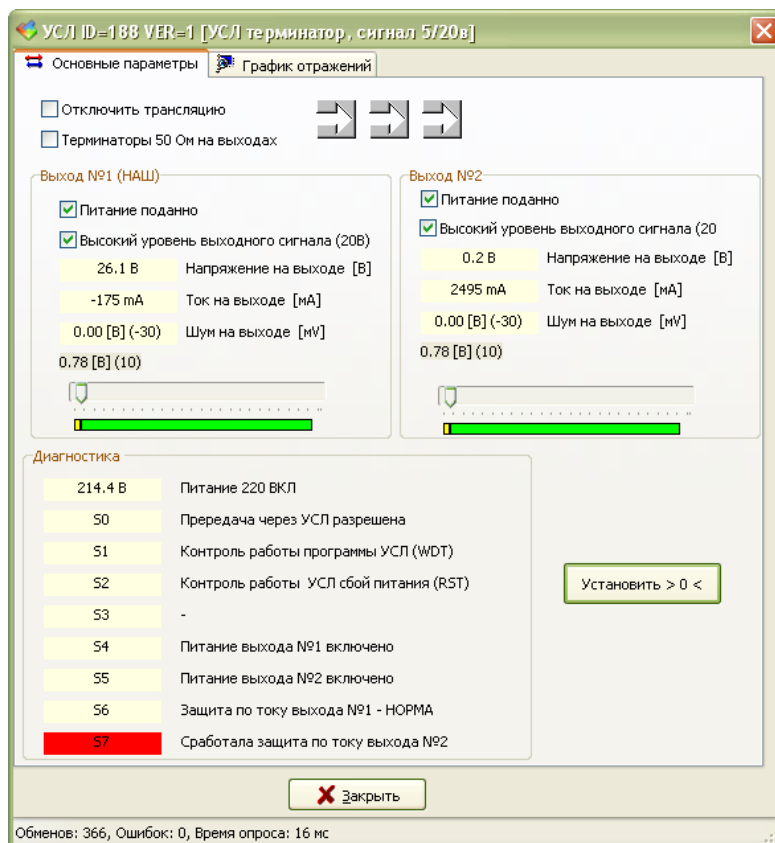 УСЛ ID=188 VER=1 [УСЛ терминатор, сигнал 5/20в]
Основные параметры
График отражений
Отключить трансляцию
Терминаторы 50 Ом на выходах
Выход №1 (НАШ)
Питание поданно
Высокий уровень выходного сигнала (20В)
26.1 В Напряжение на выходе [В]
-175 mA Ток на выходе [мА]
0.00 [В] (-30) Шум на выходе [мV]
0.78 [В] (10)
Выход №2
Питание поданно
Высокий уровень выходного сигнала (20
0.2 В Напряжение на выходе [В]
2495 mA Ток на выходе [мА]
0.00 [В] (-30) Шум на выходе [мV]
0.78 [В] (10)
Диагностика
214.4 В Питание 220 ВКЛ
S0 Прередача через УСЛ разрешена
S1 Контроль работы программы УСЛ (WDT)
S2 Контроль работы УСЛ сбой питания (RST)
S3 -
S4 Питание выхода №1 включено
S5 Питание выхода №2 включено
S6 Защита по току выхода №1 - НОРМА
S7 Сработала защита по току выхода №2
Установить > 0 <
Закрыть
Обменов: 366, Ошибок: 0, Время опроса: 16 мс